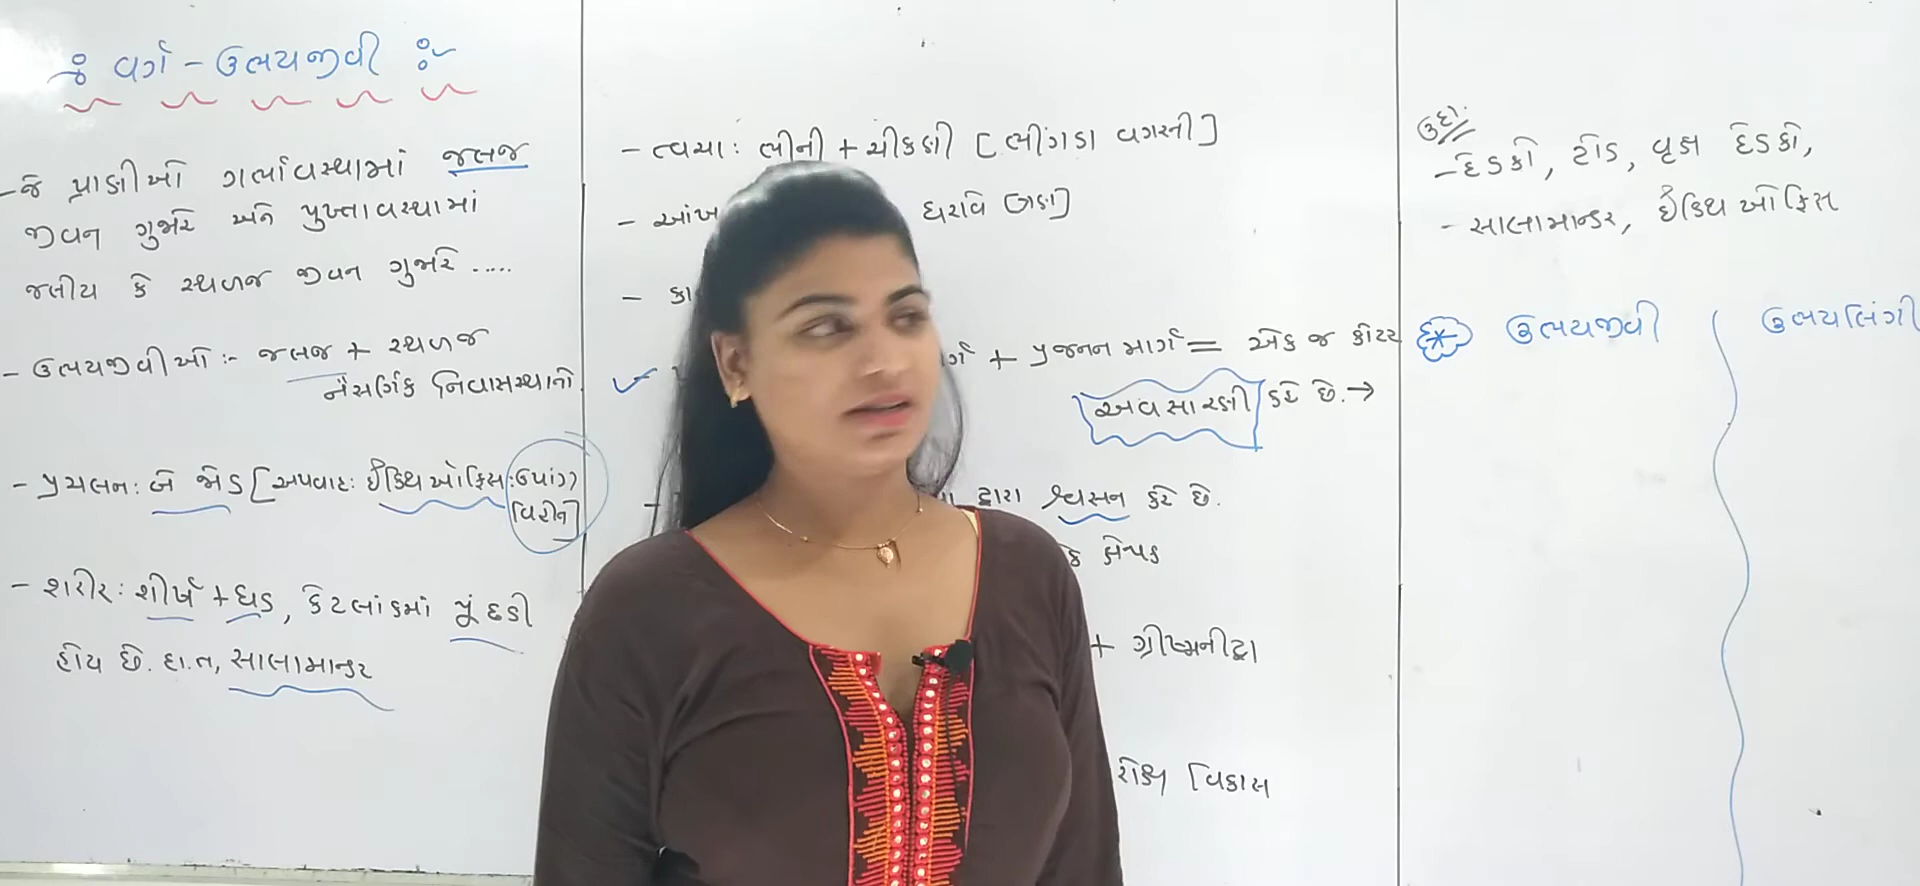 વર્ગ - ઉભયજીવી
- જે પ્રાણીઓ ગર્ભાવસ્થામાં જલજ
જીવન ગુજારે અને પુખ્તાવસ્થામાં
જલીય કે સ્થળજ જીવન ગુજારે .....
- ઉભયજીવીઓ :- જલજ + સ્થળજ
નૈસર્ગિક નિવાસસ્થાનો
- પ્રચલન : બે જોડ [અપવાદ : ઈક્થિઓફિસ : ઉપાંગ
વિહીન]
- શરીર : શીર્ષ + ધડ, કેટલાંકમાં પૂંછડી
હોય છે. દા.ત, સાલામાન્ડર
- ત્વચા : ભીની + ચીકણી [ભીંગડા વગરની]
- આંખ ધરાવે
-
+ પ્રજનન માર્ગ = એક જ કોટર
અવસારણી કહે છે. →
- દ્વારા શ્વસન કરે છે.
+ ગ્રીષ્મનીદ્રા
વિકાસ
ઉદા:
- દેડકો, ટોડ, વૃક્ષ દેડકો,
- સાલામાન્ડર, ઈક્થિઓફિસ
* ઉભયજીવી
ઉભયલિંગી